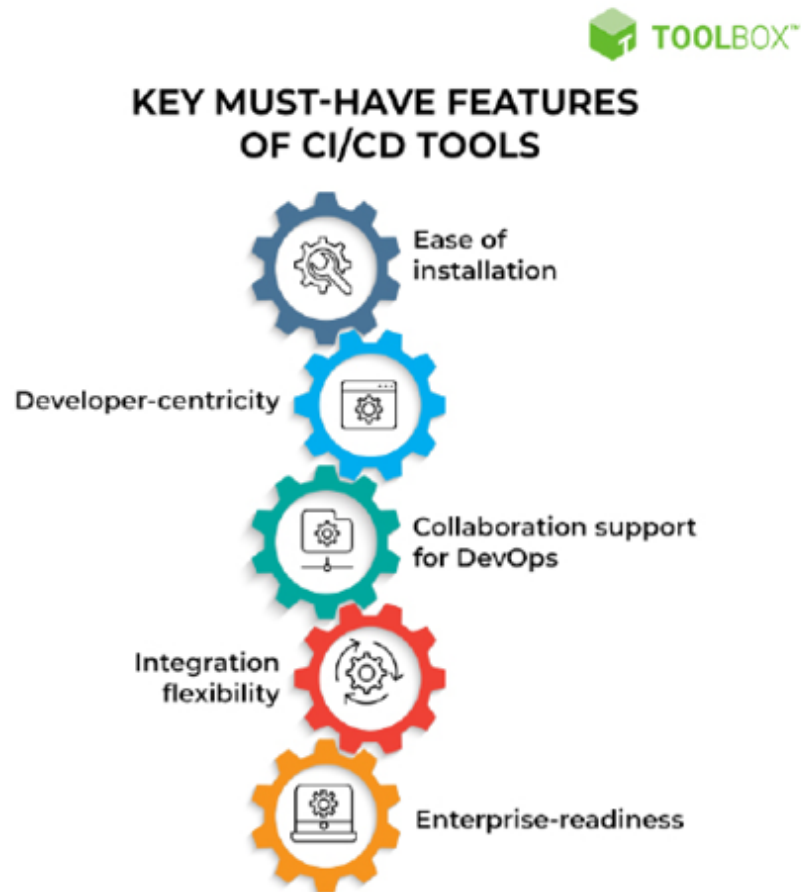 TOOLBOX™
KEY MUST-HAVE FEATURES
OF CI/CD TOOLS
Ease of
installation
Developer-centricity
Collaboration support
for DevOps
Integration
flexibility
Enterprise-readiness